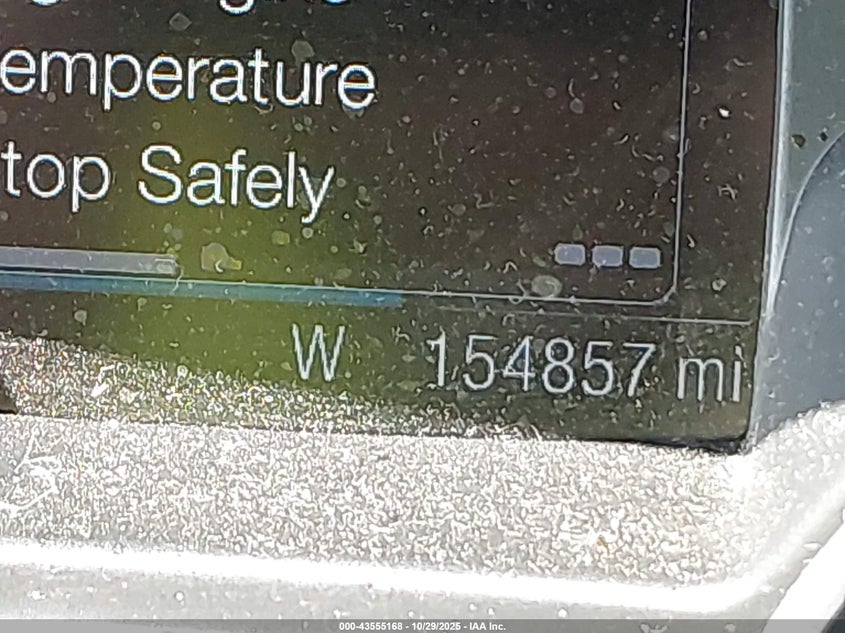 emperature
top Safely
W 154857 mi
000-43555168 - 10/29/2025 - IAA Inc.